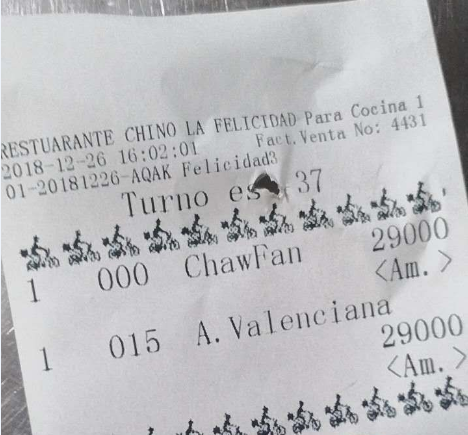 RESTUARANTE CHINO LA FELICIDAD Para Cocina 1
2018-12-26 16:02:01 Fact.Venta No: 4431
01-20181226-AQAK Felicidad3
Turno es 37
1 000 ChawFan 29000
<Am. >
1 015 A.Valenciana 29000
<Am. >